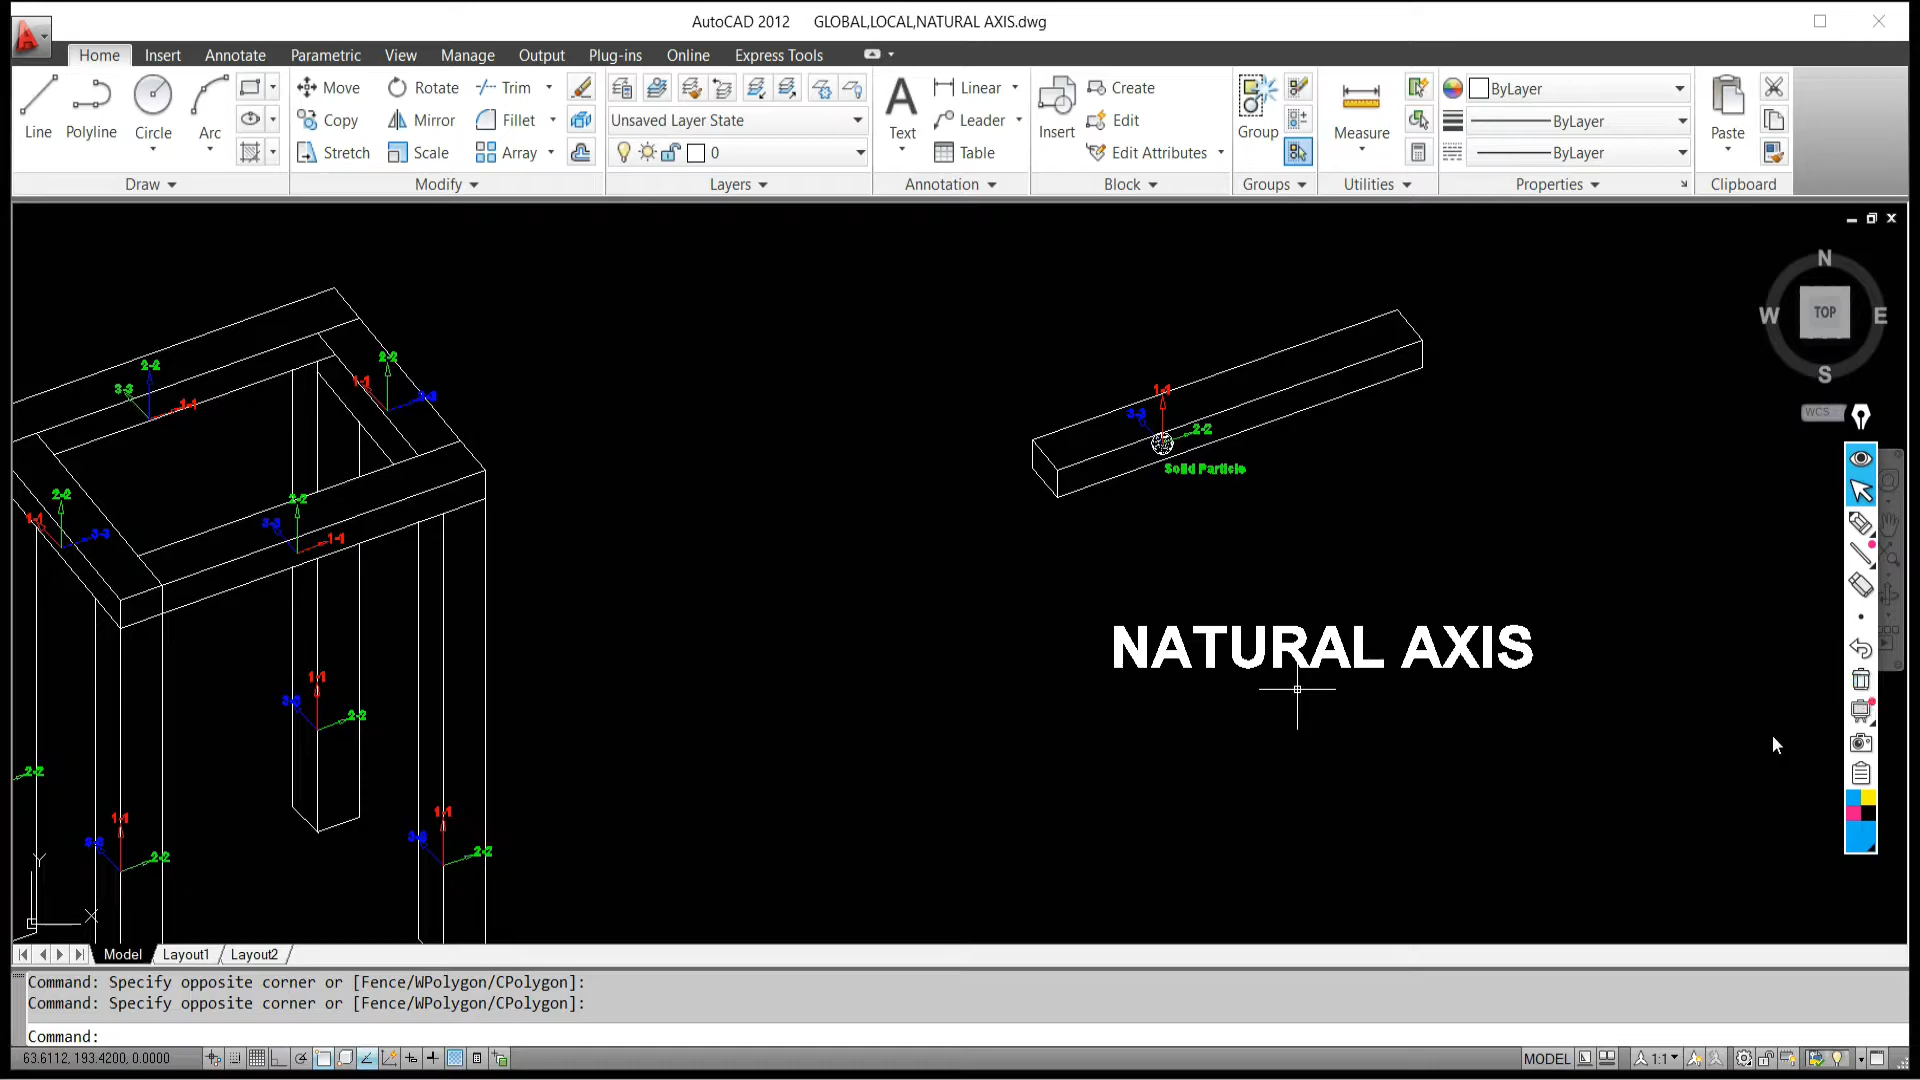 AutoCAD 2012 GLOBAL,LOCAL,NATURAL AXIS.dwg
Home Insert Annotate Parametric View Manage Output Plug-ins Online Express Tools
Line Polyline Circle Arc
Move Rotate Trim
Copy Mirror Fillet
Stretch Scale Array
Unsaved Layer State
0
Text
Linear
Leader
Table
Insert
Create
Edit
Edit Attributes
Group
Measure
ByLayer
ByLayer
ByLayer
Paste
Draw Modify Layers Annotation Block Groups Utilities Properties Clipboard
N
W TOP E
S
WCS
2-2
3-3
1-1
2-2
1-1
3-3
2-2
1-1
3-3
2-2
3-3
1-1
1-1
3-3
2-2
Solid Particle
NATURAL AXIS
1-1
3-3
2-2
2-2
1-1
3-3
2-2
1-1
3-3
2-2
Y
X
Model Layout1 Layout2
Command: Specify opposite corner or [Fence/WPolygon/CPolygon]:
Command: Specify opposite corner or [Fence/WPolygon/CPolygon]:
Command:
63.6112, 193.4200, 0.0000
MODEL 1:1